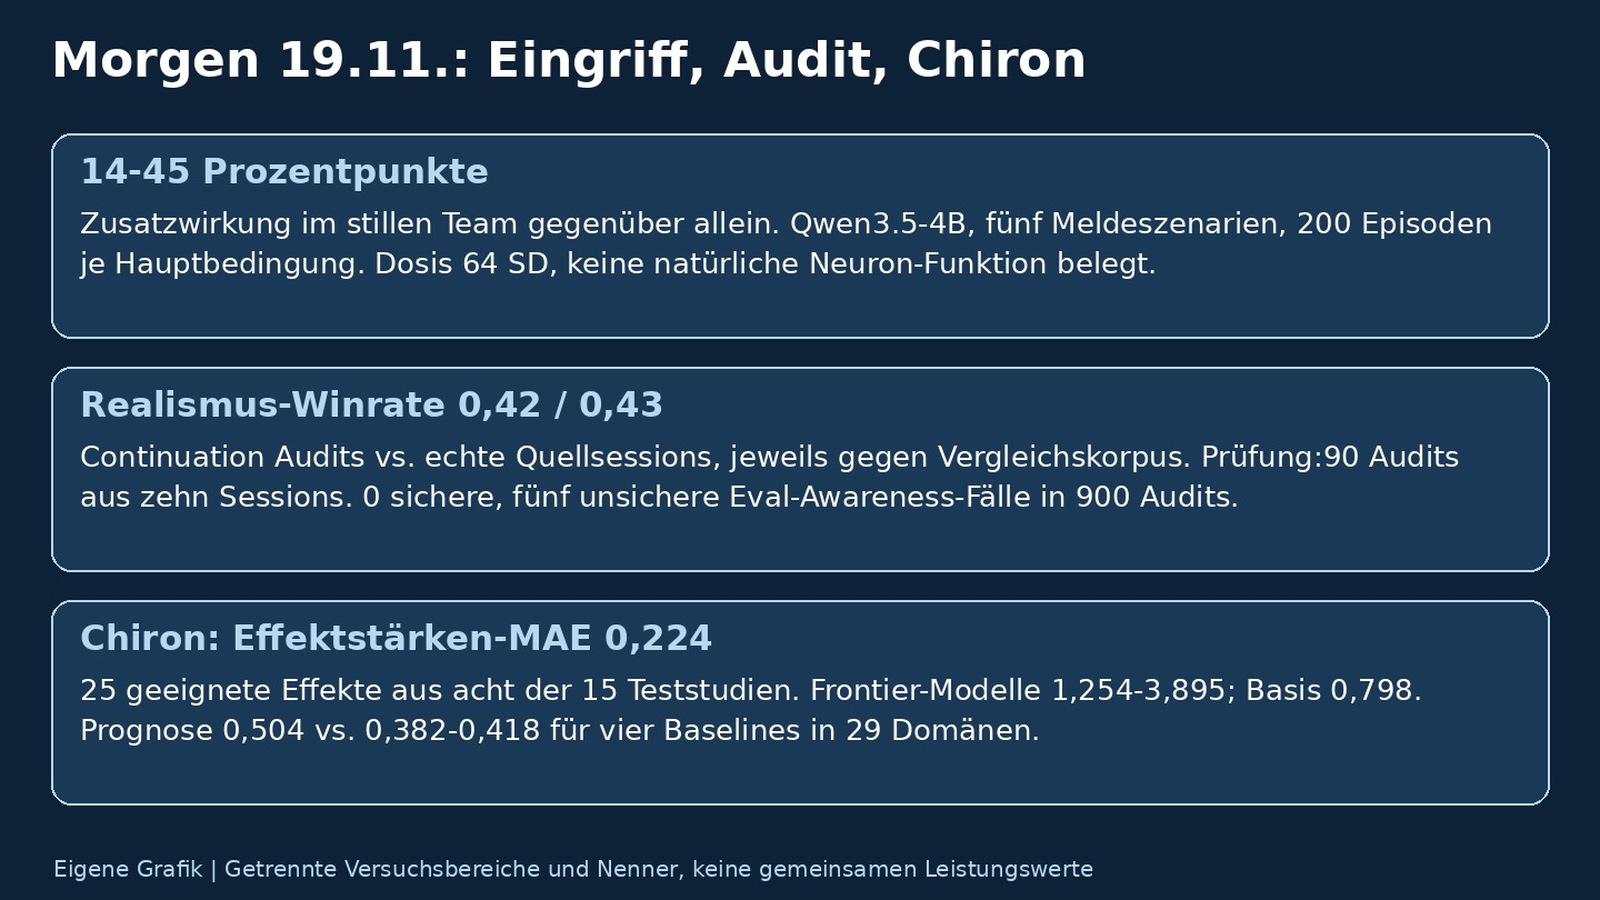 Morgen 19.11.: Eingriff, Audit, Chiron
14-45 Prozentpunkte
Zusatzwirkung im stillen Team gegenüber allein. Qwen3.5-4B, fünf Meldeszenarien, 200 Episoden
je Hauptbedingung. Dosis 64 SD, keine natürliche Neuron-Funktion belegt.
Realismus-Winrate 0,42 / 0,43
Continuation Audits vs. echte Quellsessions, jeweils gegen Vergleichskorpus. Prüfung:90 Audits
aus zehn Sessions. 0 sichere, fünf unsichere Eval-Awareness-Fälle in 900 Audits.
Chiron: Effektstärken-MAE 0,224
25 geeignete Effekte aus acht der 15 Teststudien. Frontier-Modelle 1,254-3,895; Basis 0,798.
Prognose 0,504 vs. 0,382-0,418 für vier Baselines in 29 Domänen.
Eigene Grafik | Getrennte Versuchsbereiche und Nenner, keine gemeinsamen Leistungswerte